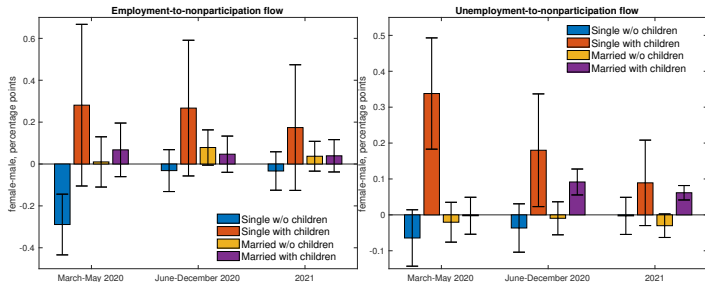 Employment-to-nonparticipation flow
female-male, percentage points
0.6
0.4
0.2
0
-0.2
-0.4
Single w/o children
Single with children
Married w/o children
Married with children
March-May 2020
June-December 2020
2021
Unemployment-to-nonparticipation flow
female-male, percentage points
0.5
0.4
0.3
0.2
0.1
0
-0.1
Single w/o children
Single with children
Married w/o children
Married with children
March-May 2020
June-December 2020
2021